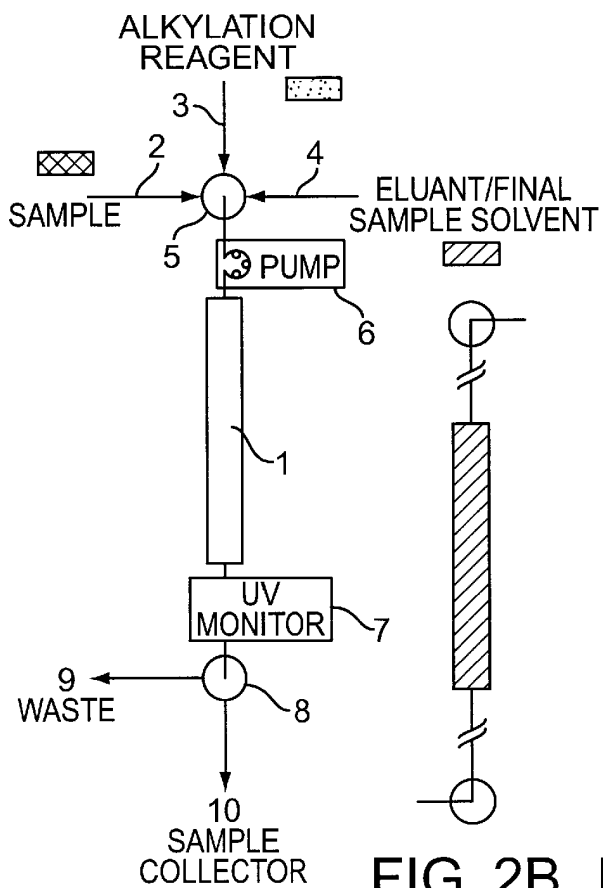 ALKYLATION
REAGENT
3
2
4
SAMPLE
ELUANT/FINAL
SAMPLE SOLVENT
5
PUMP
6
1
UV
MONITOR
7
9
WASTE
8
10
SAMPLE
COLLECTOR
FIG. 2B